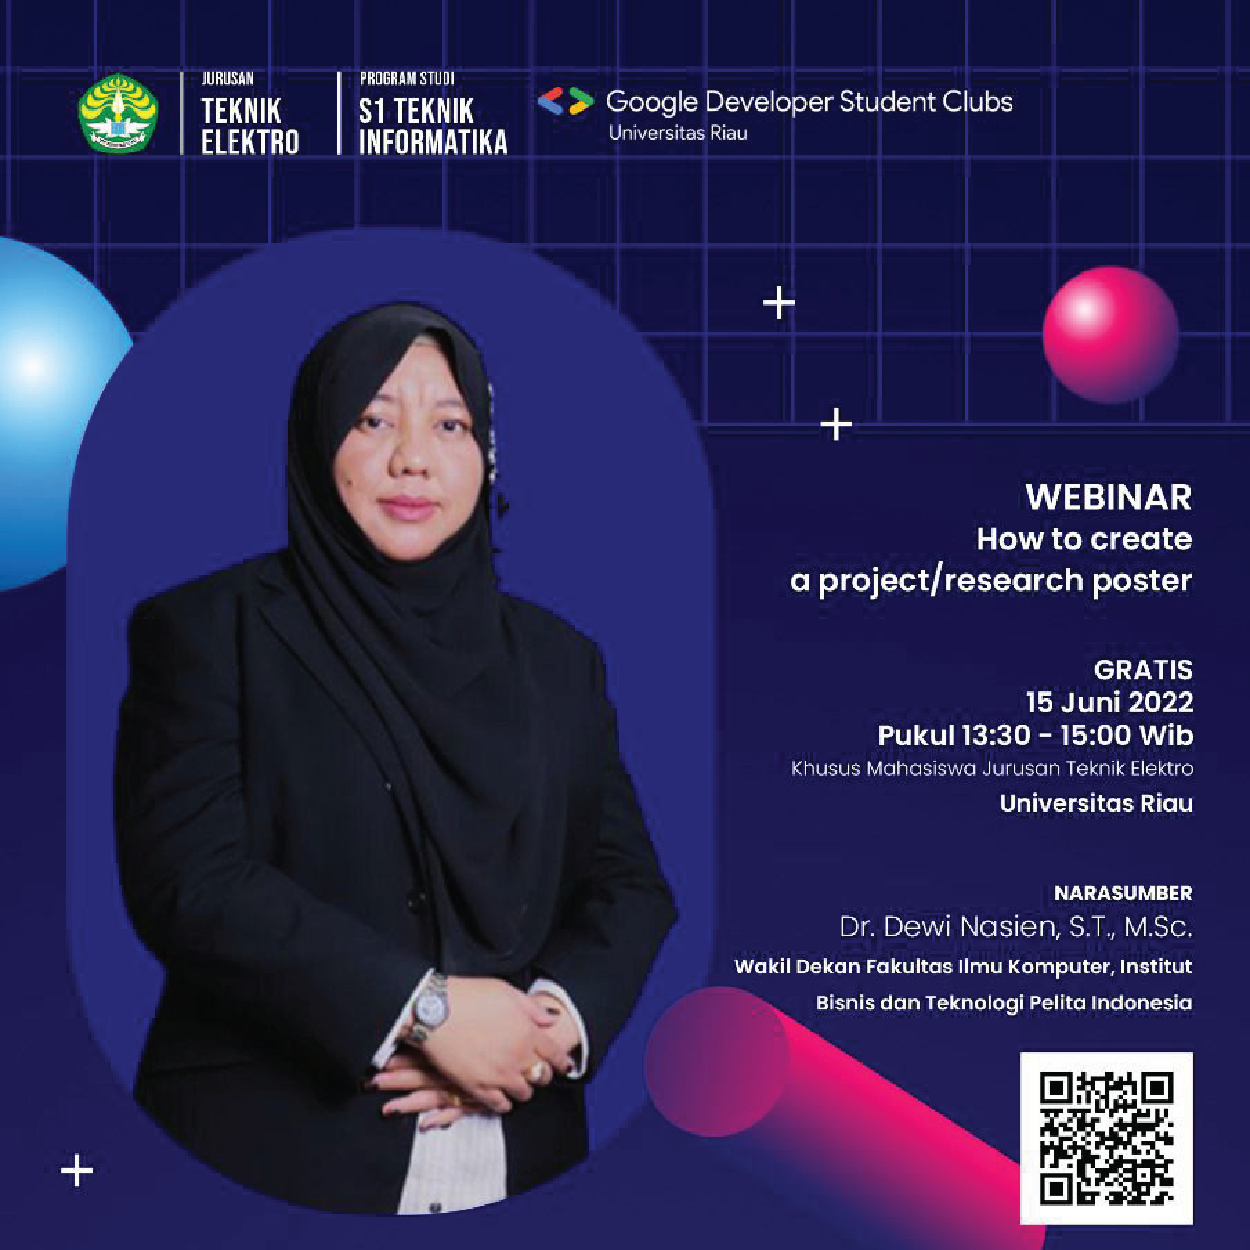 JURUSAN
TEKNIK
ELEKTRO
PROGRAM STUDI
S1 TEKNIK
INFORMATIKA
Google Developer Student Clubs
Universitas Riau
WEBINAR
How to create
a project/research poster
GRATIS
15 Juni 2022
Pukul 13:30 - 15:00 Wib
Khusus Mahasiswa Jurusan Teknik Elektro
Universitas Riau
NARASUMBER
Dr. Dewi Nasien, S.T., M.Sc.
Wakil Dekan Fakultas Ilmu Komputer, Institut
Bisnis dan Teknologi Pelita Indonesia